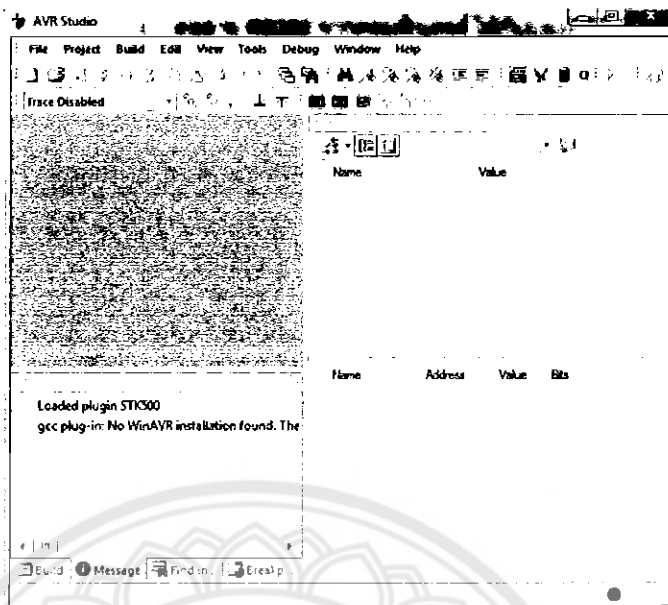 AVR Studio
File Project Build Edit View Tools Debug Window Help
Trace Disabled
Name Value
Name Address Value Bits
Loaded plugin STK500
gcc plug-in: No WinAVR installation found. The
Build Message Find in Breakp